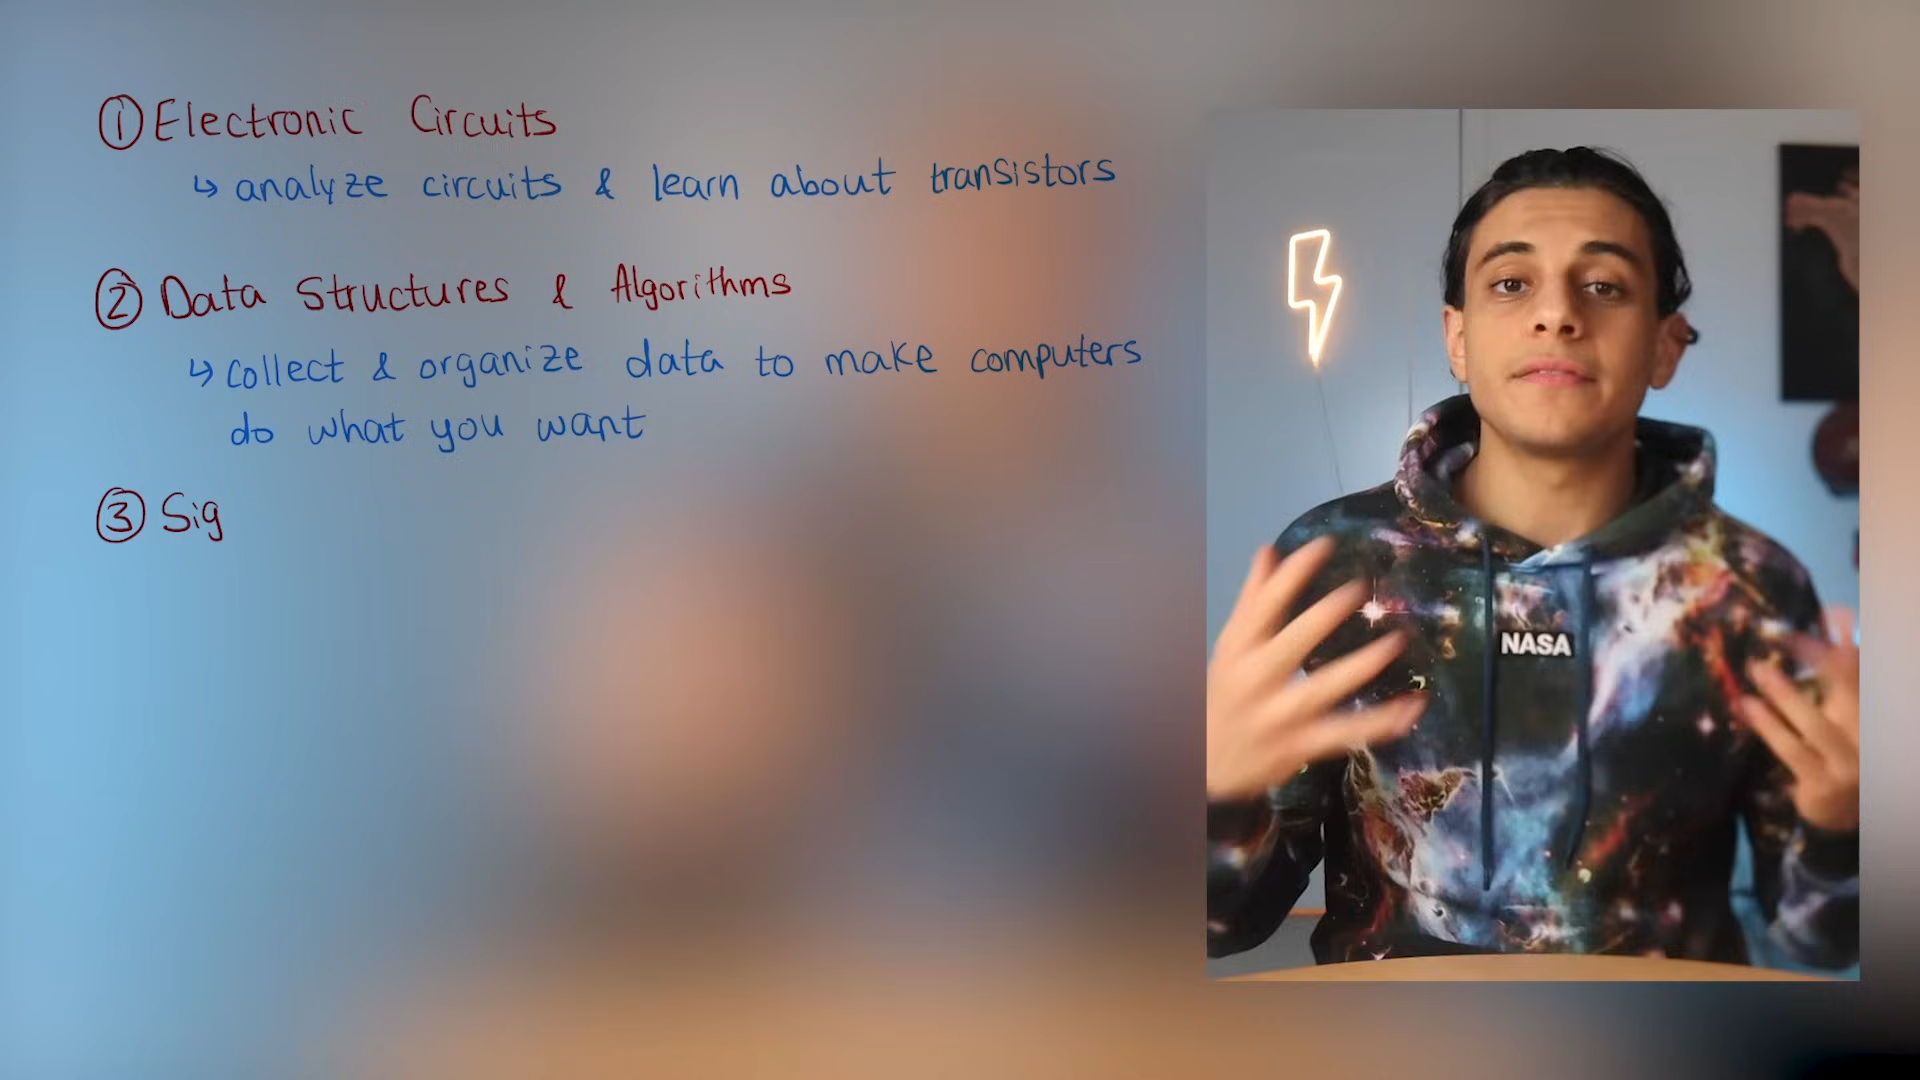 ① Electronic Circuits
↳ analyze circuits & learn about transistors
② Data Structures & Algorithms
↳ collect & organize data to make computers
do what you want
③ Sig
NASA